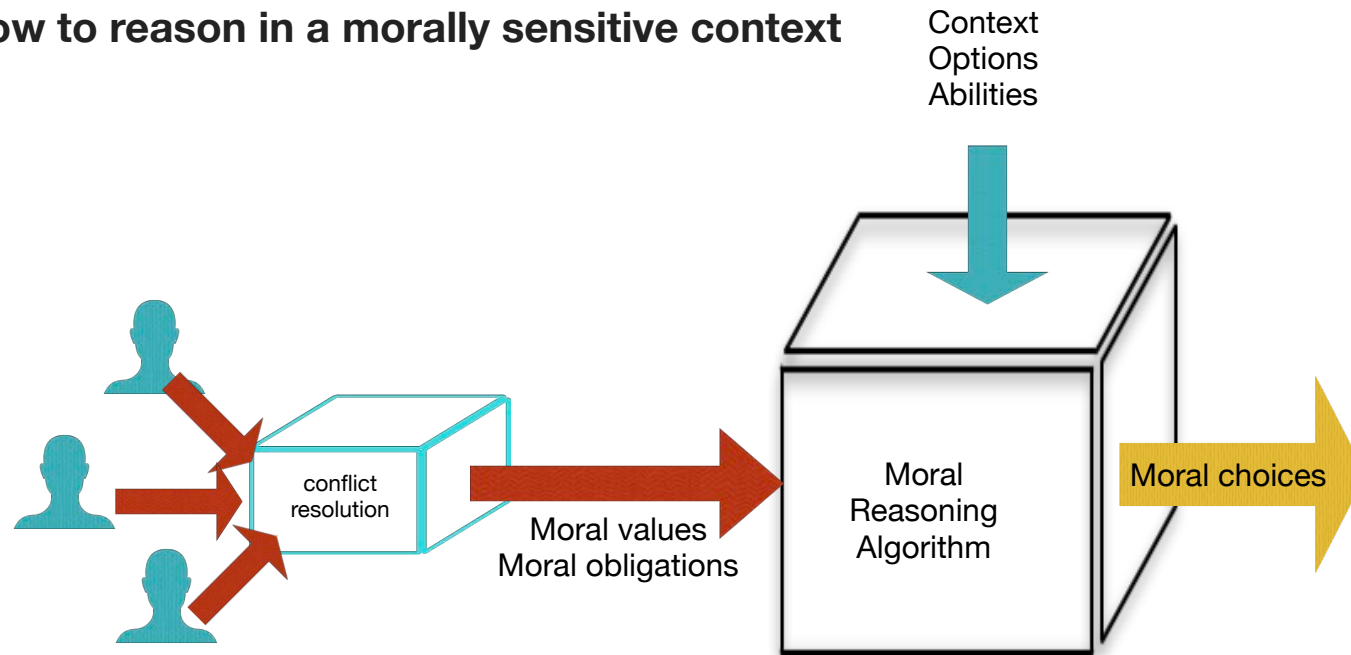 ow to reason in a morally sensitive context
Context
Options
Abilities
conflict
resolution
Moral values
Moral obligations
Moral
Reasoning
Algorithm
Moral choices